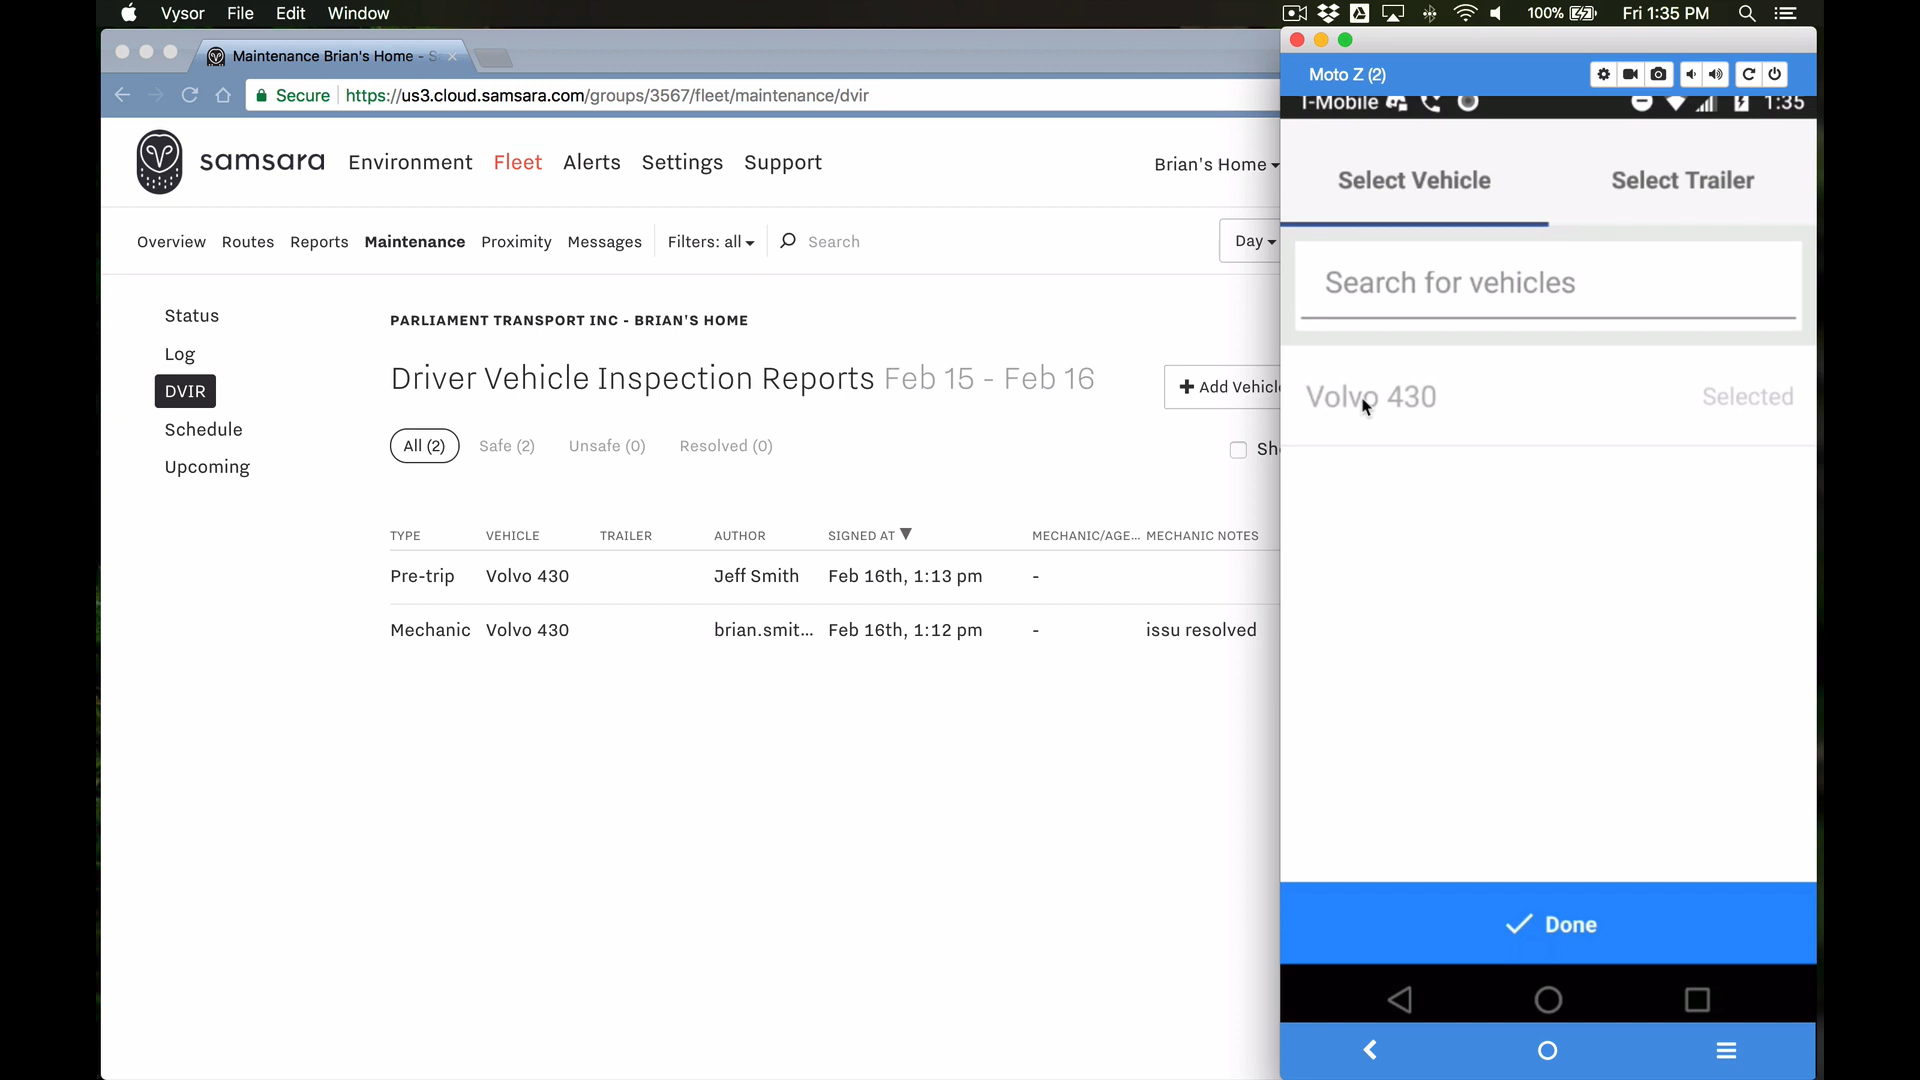 Vysor File Edit Window
100% Fri 1:35 PM
Maintenance Brian's Home - S
Secure https://us3.cloud.samsara.com/groups/3567/fleet/maintenance/dvir
samsara Environment Fleet Alerts Settings Support
Brian's Home
Overview Routes Reports Maintenance Proximity Messages Filters: all Search
Day
Status
Log
DVIR
Schedule
Upcoming
PARLIAMENT TRANSPORT INC - BRIAN'S HOME
Driver Vehicle Inspection Reports Feb 15 - Feb 16
+ Add Vehicle
All (2) Safe (2) Unsafe (0) Resolved (0)
Sh
TYPE VEHICLE TRAILER AUTHOR SIGNED AT ▼ MECHANIC/AGE... MECHANIC NOTES
Pre-trip Volvo 430 Jeff Smith Feb 16th, 1:13 pm -
Mechanic Volvo 430 brian.smit... Feb 16th, 1:12 pm - issu resolved
Moto Z (2)
T-Mobile 1:35
Select Vehicle Select Trailer
Search for vehicles
Volvo 430 Selected
Done